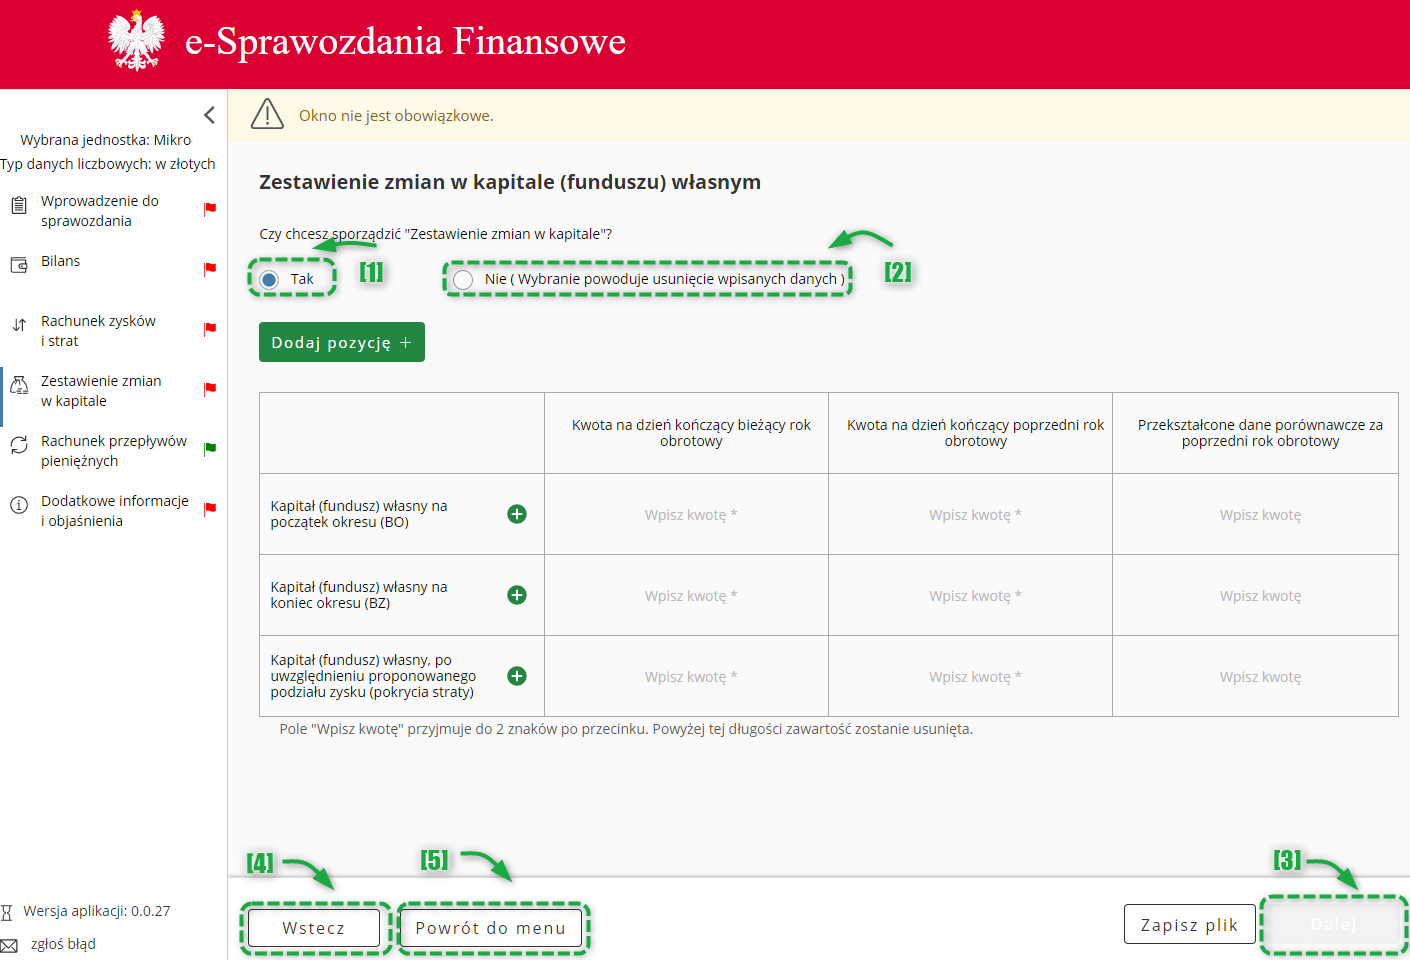 e-Sprawozdania Finansowe
Wybrana jednostka: Mikro
Typ danych liczbowych: w złotych
Wprowadzenie do
sprawozdania
Bilans
Rachunek zysków
i strat
Zestawienie zmian
w kapitale
Rachunek przepływów
pieniężnych
Dodatkowe informacje
i objaśnienia
Wersja aplikacji: 0.0.27
zgłoś błąd
Okno nie jest obowiązkowe.
Zestawienie zmian w kapitale (funduszu) własnym
Czy chcesz sporządzić "Zestawienie zmian w kapitale"?
Tak
[1]
Nie ( Wybranie powoduje usunięcie wpisanych danych )
[2]
Dodaj pozycję +
Kwota na dzień kończący bieżący rok
obrotowy
Kwota na dzień kończący poprzedni rok
obrotowy
Przekształcone dane porównawcze za
poprzedni rok obrotowy
Kapitał (fundusz) własny na
początek okresu (BO)
Wpisz kwotę *
Wpisz kwotę *
Wpisz kwotę
Kapitał (fundusz) własny na
koniec okresu (BZ)
Wpisz kwotę *
Wpisz kwotę *
Wpisz kwotę
Kapitał (fundusz) własny, po
uwzględnieniu proponowanego
podziału zysku (pokrycia straty)
Wpisz kwotę *
Wpisz kwotę *
Wpisz kwotę
Pole "Wpisz kwotę" przyjmuje do 2 znaków po przecinku. Powyżej tej długości zawartość zostanie usunięta.
[4]
[5]
[3]
Wstecz
Powrót do menu
Zapisz plik
Dalej